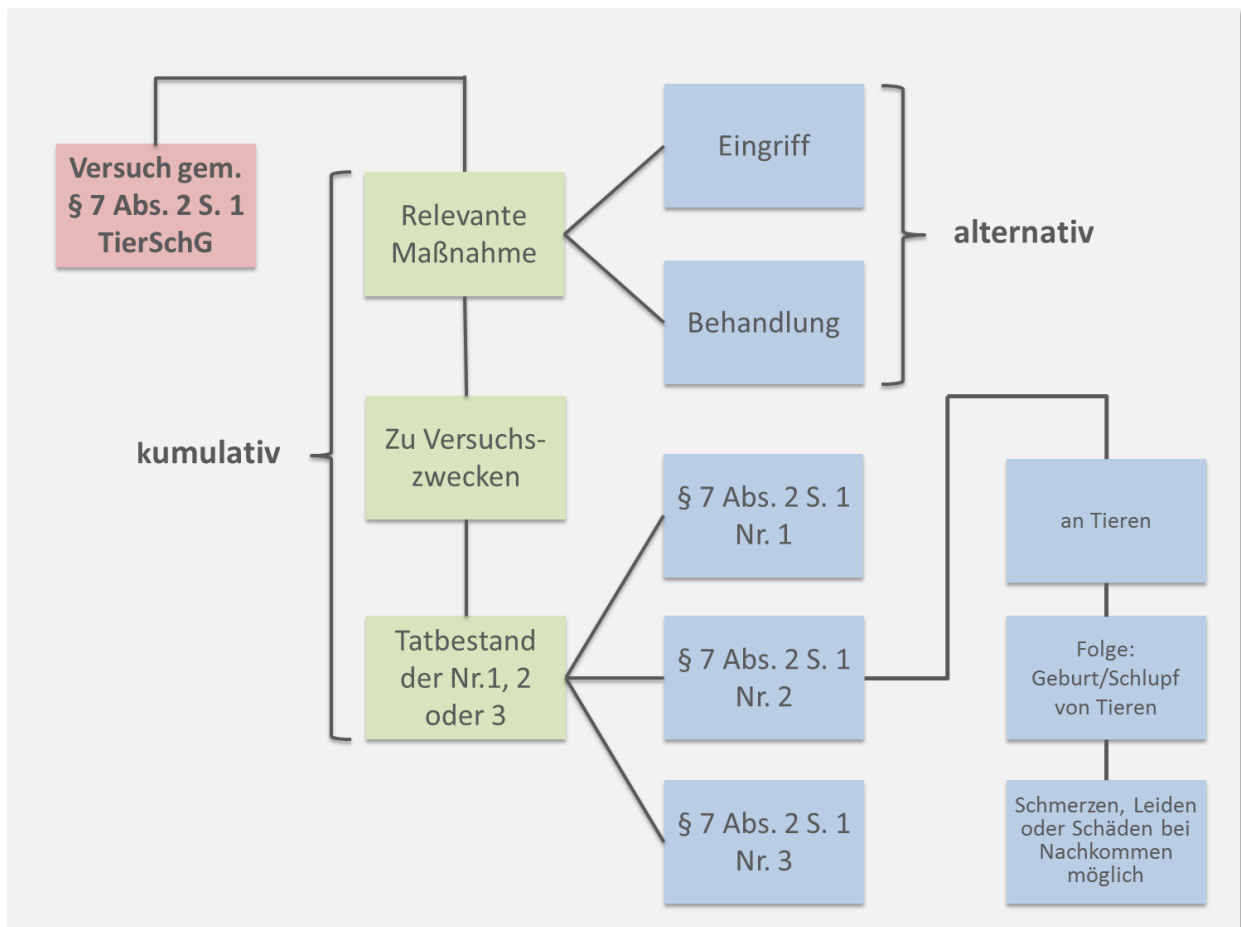 Versuch gem.
§ 7 Abs. 2 S. 1
TierSchG
Relevante
Maßnahme
Eingriff
Behandlung
alternativ
kumulativ
Zu Versuchs-
zwecken
Tatbestand
der Nr.1, 2
oder 3
§ 7 Abs. 2 S. 1
Nr. 1
§ 7 Abs. 2 S. 1
Nr. 2
§ 7 Abs. 2 S. 1
Nr. 3
an Tieren
Folge:
Geburt/Schlupf
von Tieren
Schmerzen, Leiden
oder Schäden bei
Nachkommen
möglich